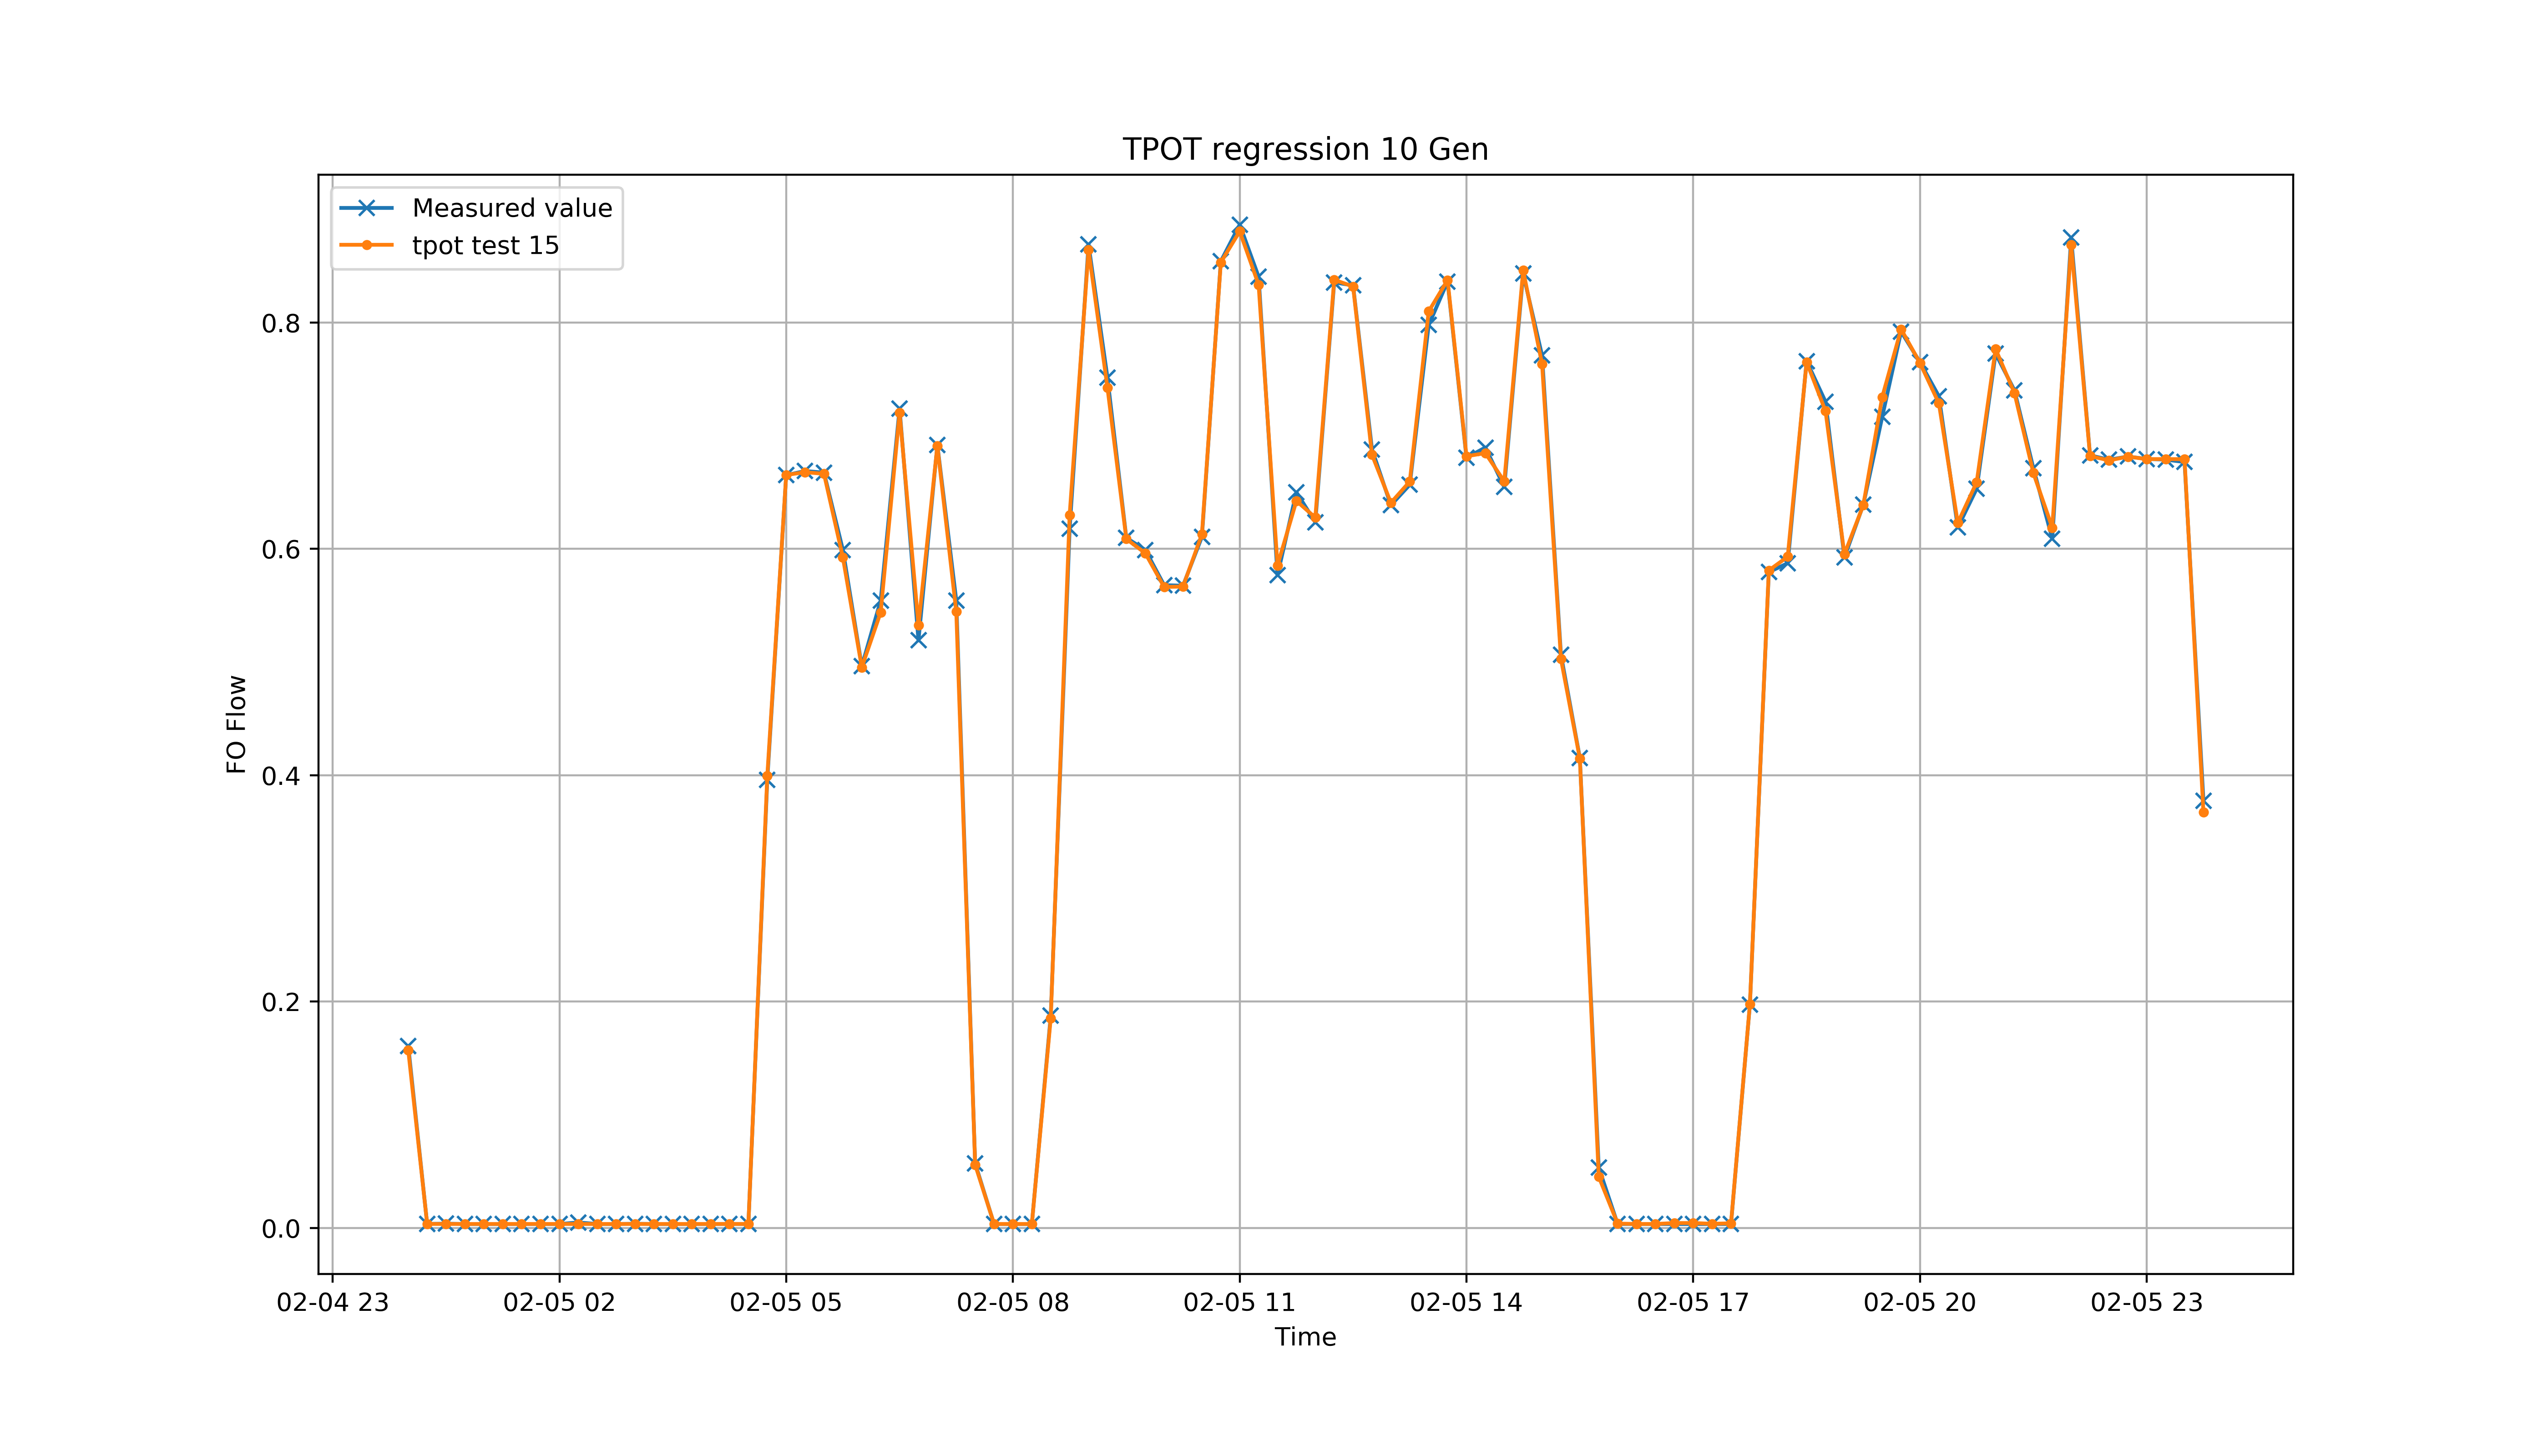 TPOT regression 10 Gen
Measured value
tpot test 15
FO Flow
0.8
0.6
0.4
0.2
0.0
02-04 23
02-05 02
02-05 05
02-05 08
02-05 11
02-05 14
02-05 17
02-05 20
02-05 23
Time